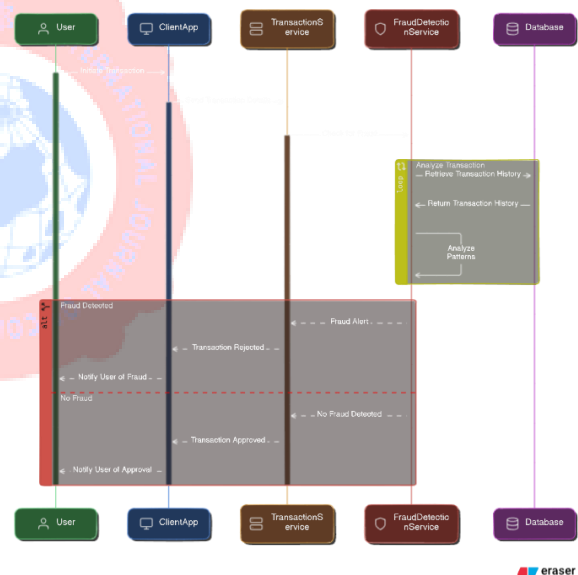 User
ClientApp
TransactionS
ervice
FraudDetectio
nService
Database
Initiate Transaction
Analyze Transaction
loop
Retrieve Transaction History
Return Transaction History
Analyze
Patterns
alt
Fraud Detected
Fraud Alert
Transaction Rejected
Notify User of Fraud
No Fraud
No Fraud Detected
Transaction Approved
Notify User of Approval
User
ClientApp
TransactionS
ervice
FraudDetectio
nService
Database
eraser